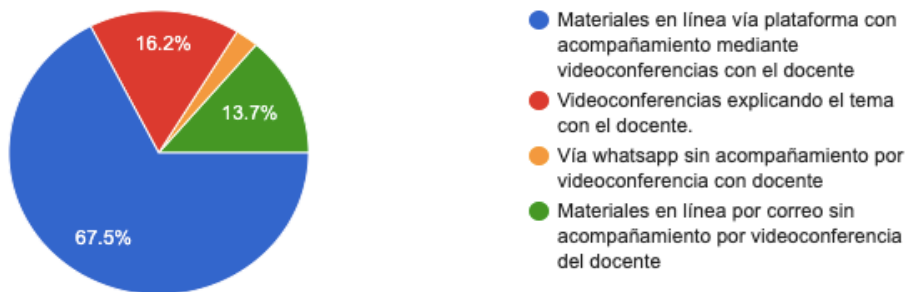 16.2%
13.7%
67.5%
Materiales en línea vía plataforma con
acompañamiento mediante
videoconferencias con el docente
Videoconferencias explicando el tema
con el docente.
Vía whatsapp sin acompañamiento por
videoconferencia con docente
Materiales en línea por correo sin
acompañamiento por videoconferencia
del docente